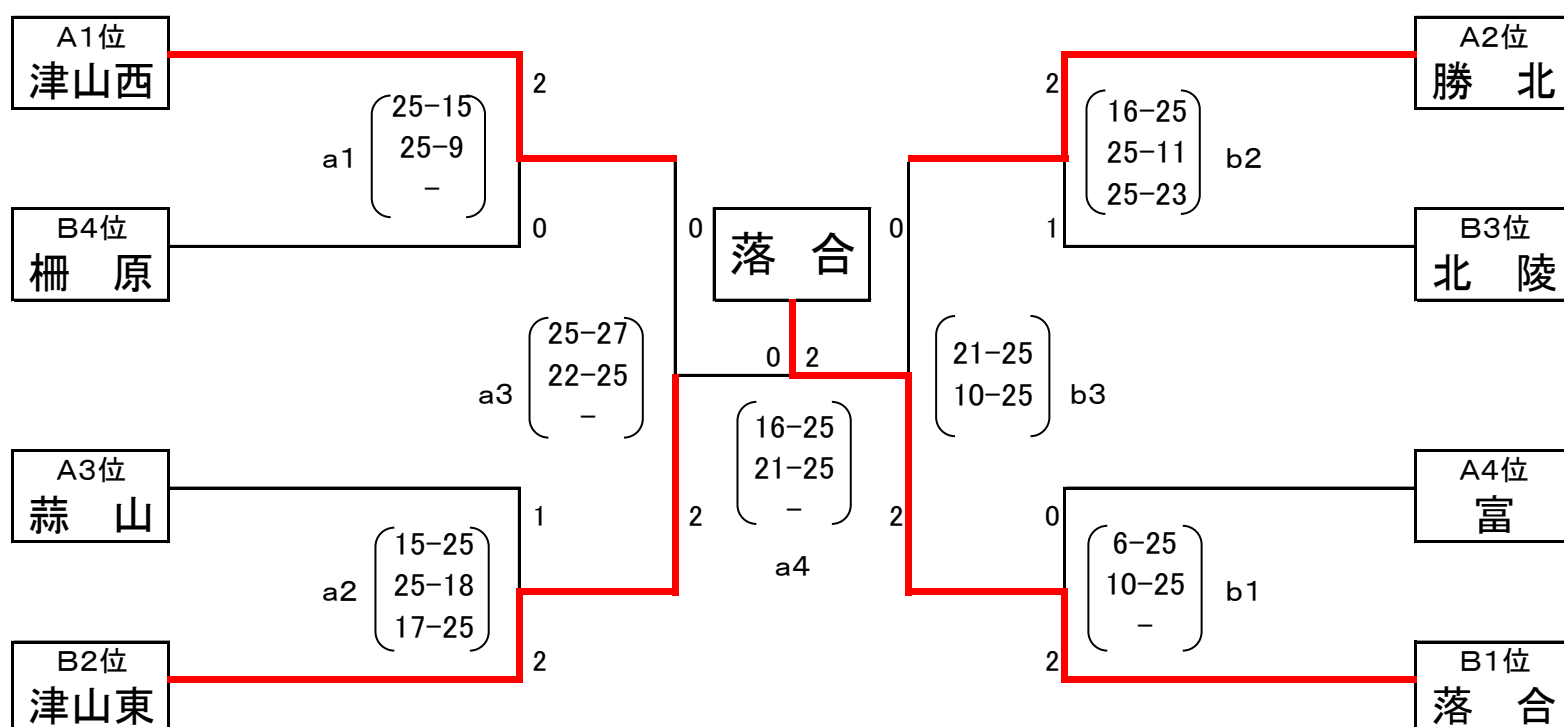 A1位
津山西
2
25-15
25-9
-
a1
B4位
柵　原
0
A3位
蒜　山
1
15-25
25-18
17-25
a2
B2位
津山東
2
0
25-27
22-25
-
a3
2
落　合
0 2
16-25
21-25
-
a4
0
21-25
10-25
b3
2
A2位
勝　北
2
16-25
25-11
25-23
b2
B3位
北　陵
1
A4位
富
0
6-25
10-25
-
b1
B1位
落　合
2